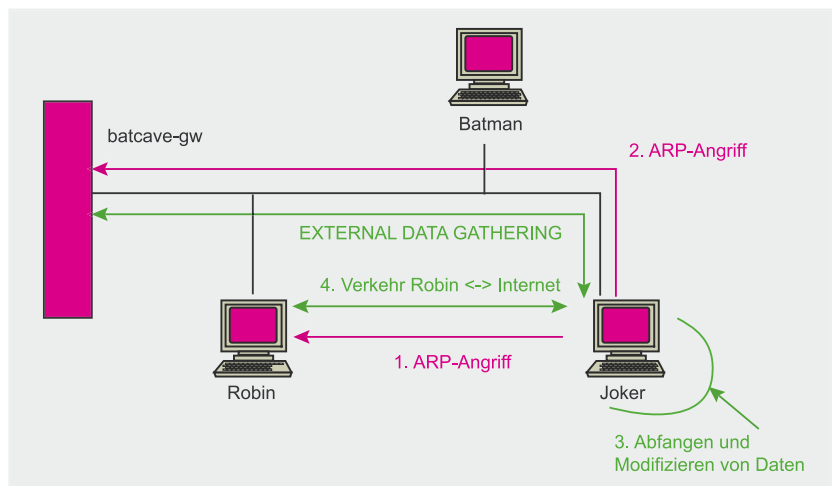 Batman
batcave-gw
2. ARP-Angriff
EXTERNAL DATA GATHERING
4. Verkehr Robin <-> Internet
1. ARP-Angriff
Robin
Joker
3. Abfangen und
Modifizieren von Daten